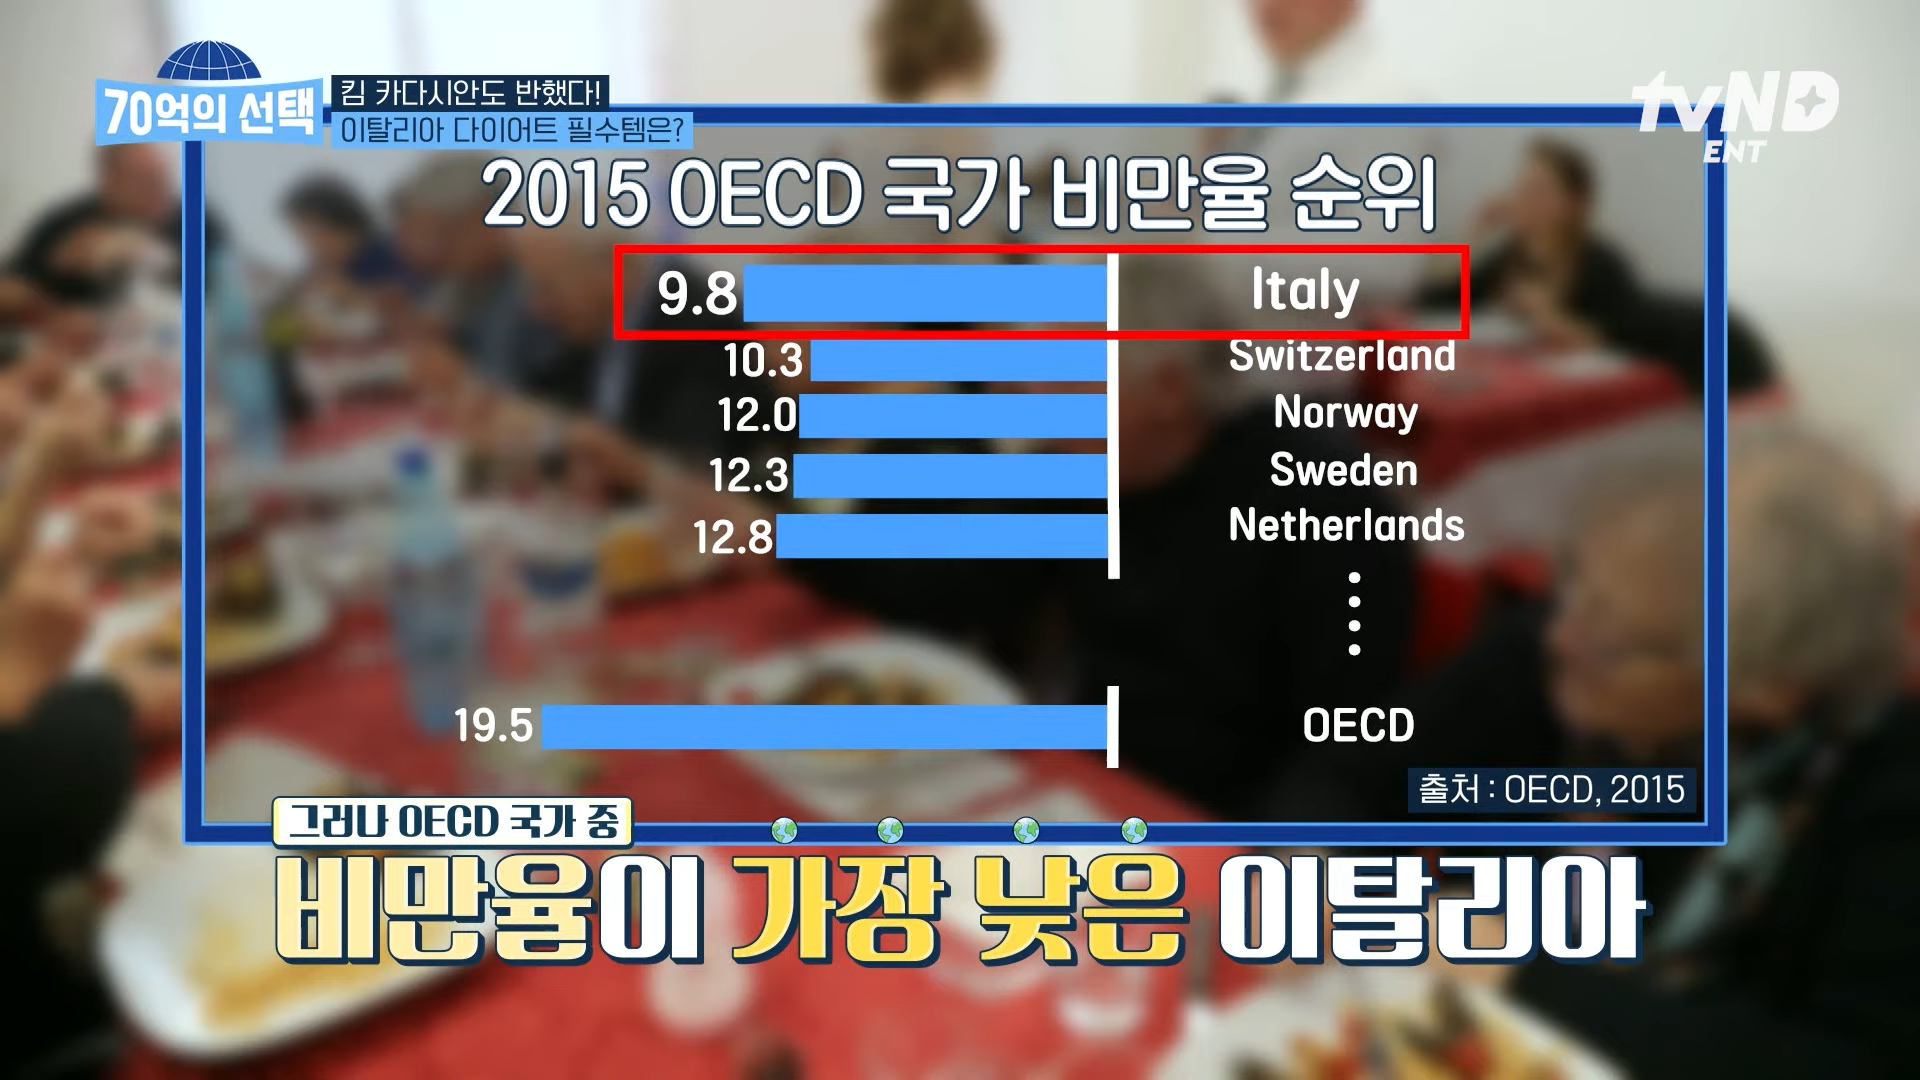 70억의 선택
킴 카다시안도 반했다!
이탈리아 다이어트 필수템은?
tvND
ENT
2015 OECD 국가 비만율 순위
9.8 Italy
10.3 Switzerland
12.0 Norway
12.3 Sweden
12.8 Netherlands
19.5 OECD
출처 : OECD, 2015
그러나 OECD 국가 중
비만율이 가장 낮은 이탈리아